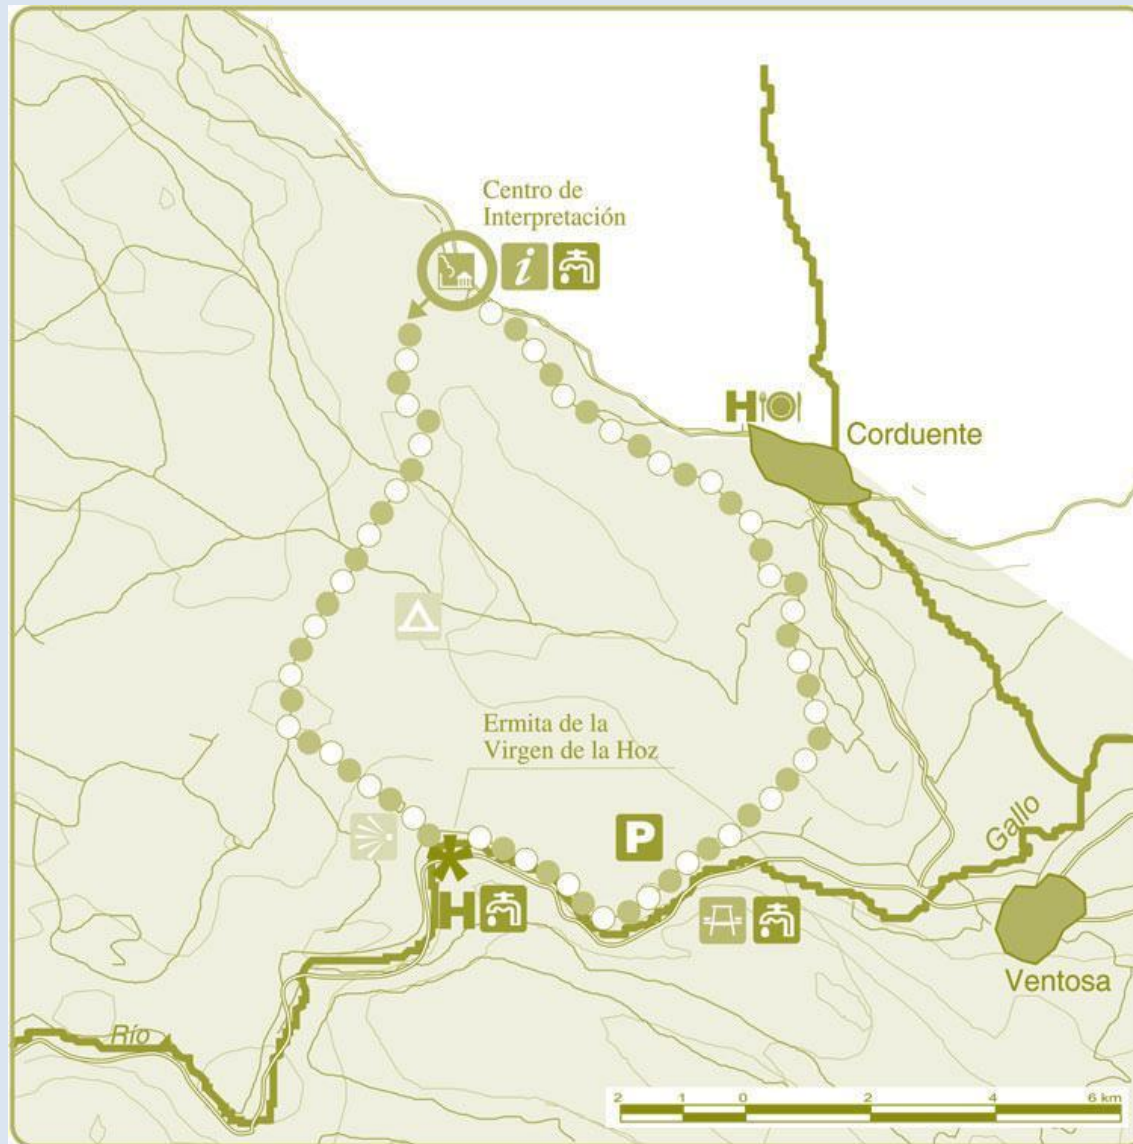 Centro de
Interpretación
i
H
Corduente
Ermita de la
Virgen de la Hoz
P
Gallo
H
Ventosa
Río
2 1 0 2 4 6 km